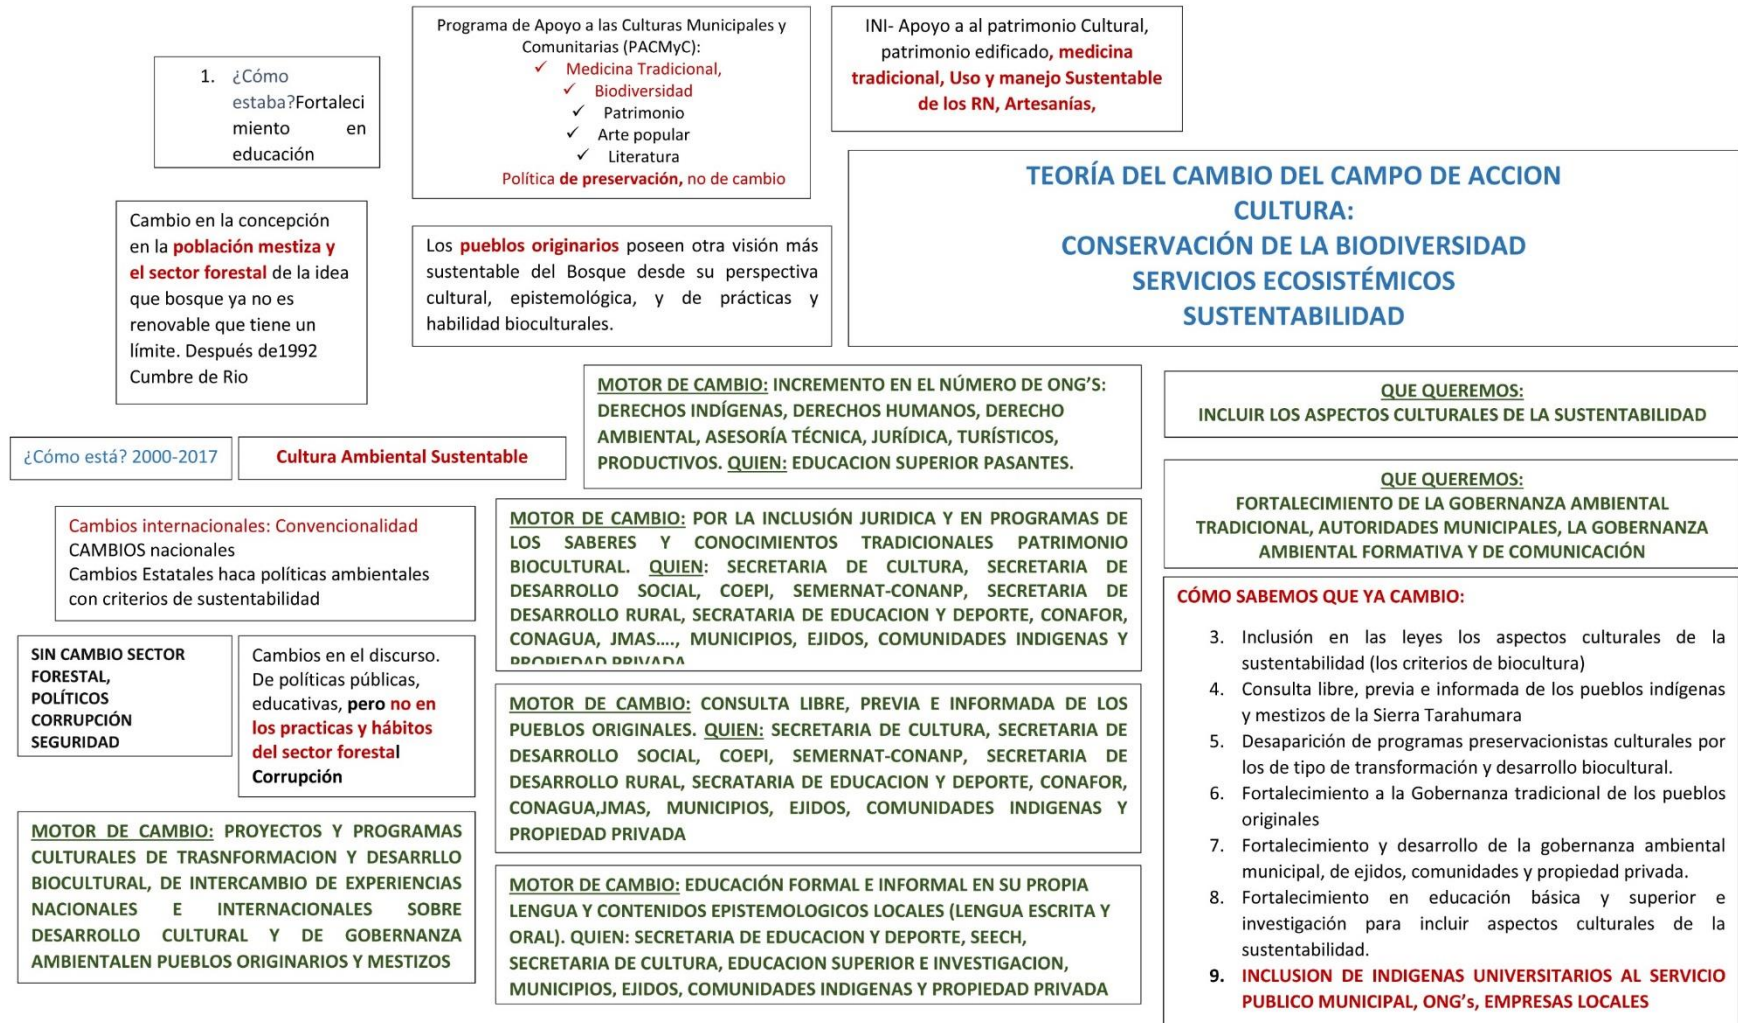 1. ¿Cómo
estaba?Fortaleci
miento en
educación
Programa de Apoyo a las Culturas Municipales y
Comunitarias (PACMyC):
✓ Medicina Tradicional,
✓ Biodiversidad
✓ Patrimonio
✓ Arte popular
✓ Literatura
Política de preservación, no de cambio
INI- Apoyo a al patrimonio Cultural,
patrimonio edificado, medicina
tradicional, Uso y manejo Sustentable
de los RN, Artesanías,
TEORÍA DEL CAMBIO DEL CAMPO DE ACCION
CULTURA:
CONSERVACIÓN DE LA BIODIVERSIDAD
SERVICIOS ECOSISTÉMICOS
SUSTENTABILIDAD
Cambio en la concepción
en la población mestiza y
el sector forestal de la idea
que bosque ya no es
renovable que tiene un
límite. Después de1992
Cumbre de Rio
Los pueblos originarios poseen otra visión más
sustentable del Bosque desde su perspectiva
cultural, epistemológica, y de prácticas y
habilidad bioculturales.
MOTOR DE CAMBIO: INCREMENTO EN EL NÚMERO DE ONG'S:
DERECHOS INDÍGENAS, DERECHOS HUMANOS, DERECHO
AMBIENTAL, ASESORÍA TÉCNICA, JURÍDICA, TURÍSTICOS,
PRODUCTIVOS. QUIEN: EDUCACION SUPERIOR PASANTES.
QUE QUEREMOS:
INCLUIR LOS ASPECTOS CULTURALES DE LA SUSTENTABILIDAD
¿Cómo está? 2000-2017
Cultura Ambiental Sustentable
QUE QUEREMOS:
FORTALECIMIENTO DE LA GOBERNANZA AMBIENTAL
TRADICIONAL, AUTORIDADES MUNICIPALES, LA GOBERNANZA
AMBIENTAL FORMATIVA Y DE COMUNICACIÓN
Cambios internacionales: Convencionalidad
CAMBIOS nacionales
Cambios Estatales haca políticas ambientales
con criterios de sustentabilidad
MOTOR DE CAMBIO: POR LA INCLUSIÓN JURIDICA Y EN PROGRAMAS DE
LOS SABERES Y CONOCIMIENTOS TRADICIONALES PATRIMONIO
BIOCULTURAL. QUIEN: SECRETARIA DE CULTURA, SECRETARIA DE
DESARROLLO SOCIAL, COEPI, SEMERNAT-CONANP, SECRETARIA DE
DESARROLLO RURAL, SECRATARIA DE EDUCACION Y DEPORTE, CONAFOR,
CONAGUA, JMAS...., MUNICIPIOS, EJIDOS, COMUNIDADES INDIGENAS Y
PROPIEDAD PRIVADA
SIN CAMBIO SECTOR
FORESTAL,
POLÍTICOS
CORRUPCIÓN
SEGURIDAD
Cambios en el discurso.
De políticas públicas,
educativas, pero no en
los practicas y hábitos
del sector forestal
Corrupción
MOTOR DE CAMBIO: CONSULTA LIBRE, PREVIA E INFORMADA DE LOS
PUEBLOS ORIGINALES. QUIEN: SECRETARIA DE CULTURA, SECRETARIA DE
DESARROLLO SOCIAL, COEPI, SEMERNAT-CONANP, SECRETARIA DE
DESARROLLO RURAL, SECRATARIA DE EDUCACION Y DEPORTE, CONAFOR,
CONAGUA,JMAS, MUNICIPIOS, EJIDOS, COMUNIDADES INDIGENAS Y
PROPIEDAD PRIVADA
MOTOR DE CAMBIO: PROYECTOS Y PROGRAMAS
CULTURALES DE TRASNFORMACION Y DESARRLLO
BIOCULTURAL, DE INTERCAMBIO DE EXPERIENCIAS
NACIONALES E INTERNACIONALES SOBRE
DESARROLLO CULTURAL Y DE GOBERNANZA
AMBIENTALEN PUEBLOS ORIGINARIOS Y MESTIZOS
MOTOR DE CAMBIO: EDUCACIÓN FORMAL E INFORMAL EN SU PROPIA
LENGUA Y CONTENIDOS EPISTEMOLOGICOS LOCALES (LENGUA ESCRITA Y
ORAL). QUIEN: SECRETARIA DE EDUCACION Y DEPORTE, SEECH,
SECRETARIA DE CULTURA, EDUCACION SUPERIOR E INVESTIGACION,
MUNICIPIOS, EJIDOS, COMUNIDADES INDIGENAS Y PROPIEDAD PRIVADA
CÓMO SABEMOS QUE YA CAMBIO:
3. Inclusión en las leyes los aspectos culturales de la
sustentabilidad (los criterios de biocultura)
4. Consulta libre, previa e informada de los pueblos indígenas
y mestizos de la Sierra Tarahumara
5. Desaparición de programas preservacionistas culturales por
los de tipo de transformación y desarrollo biocultural.
6. Fortalecimiento a la Gobernanza tradicional de los pueblos
originales
7. Fortalecimiento y desarrollo de la gobernanza ambiental
municipal, de ejidos, comunidades y propiedad privada.
8. Fortalecimiento en educación básica y superior e
investigación para incluir aspectos culturales de la
sustentabilidad.
9. INCLUSION DE INDIGENAS UNIVERSITARIOS AL SERVICIO
PUBLICO MUNICIPAL, ONG's, EMPRESAS LOCALES